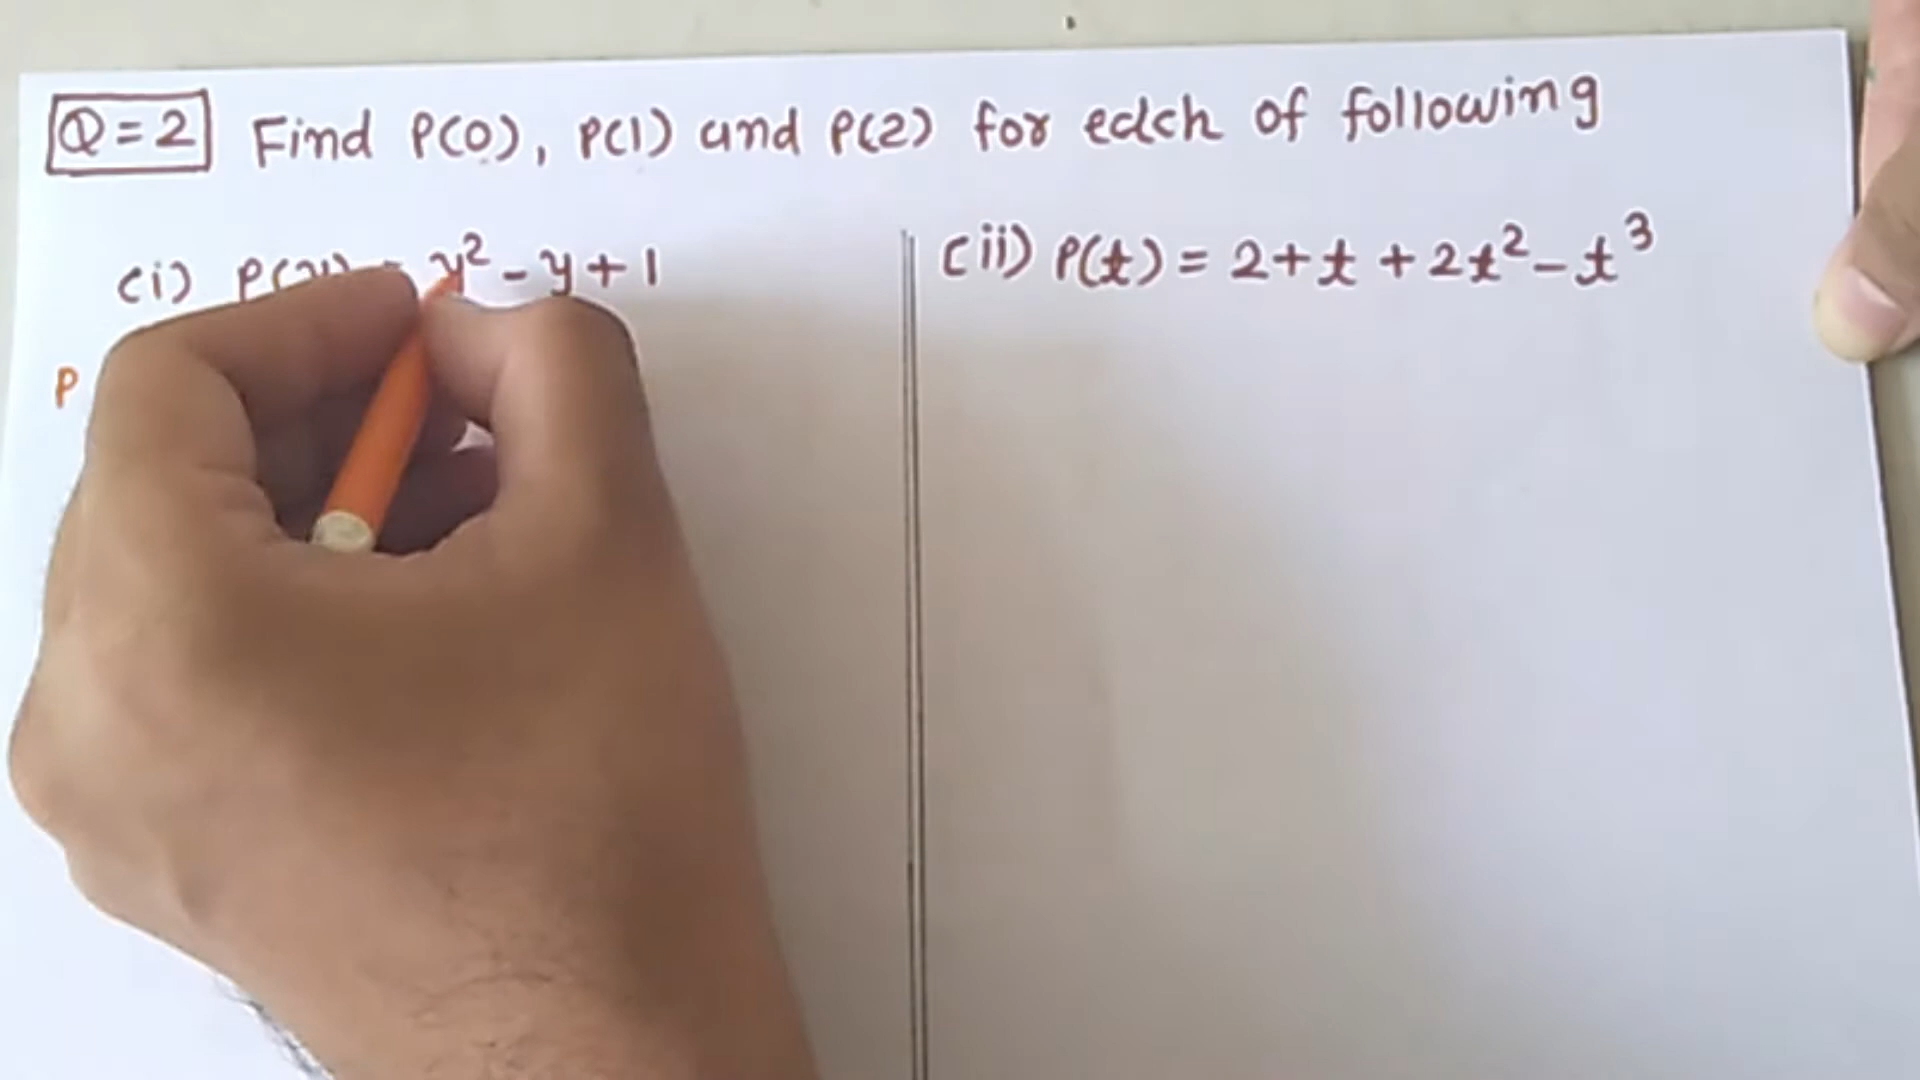 Q=2 Find P(0), P(1) and P(2) for each of following
(i) P(y) = y² - y + 1
(ii) P(t) = 2 + t + 2t² - t³
P